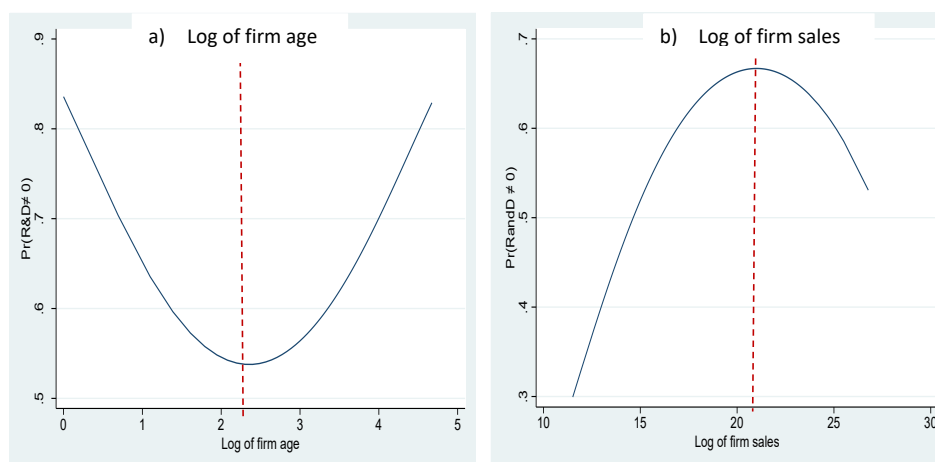 a) Log of firm age
.9
.8
.7
.6
.5
Pr(R&D≠ 0)
0 1 2 3 4 5
Log of firm age
b) Log of firm sales
.7
.6
.5
.4
.3
Pr(RandD ≠ 0)
10 15 20 25 30
Log of firm sales